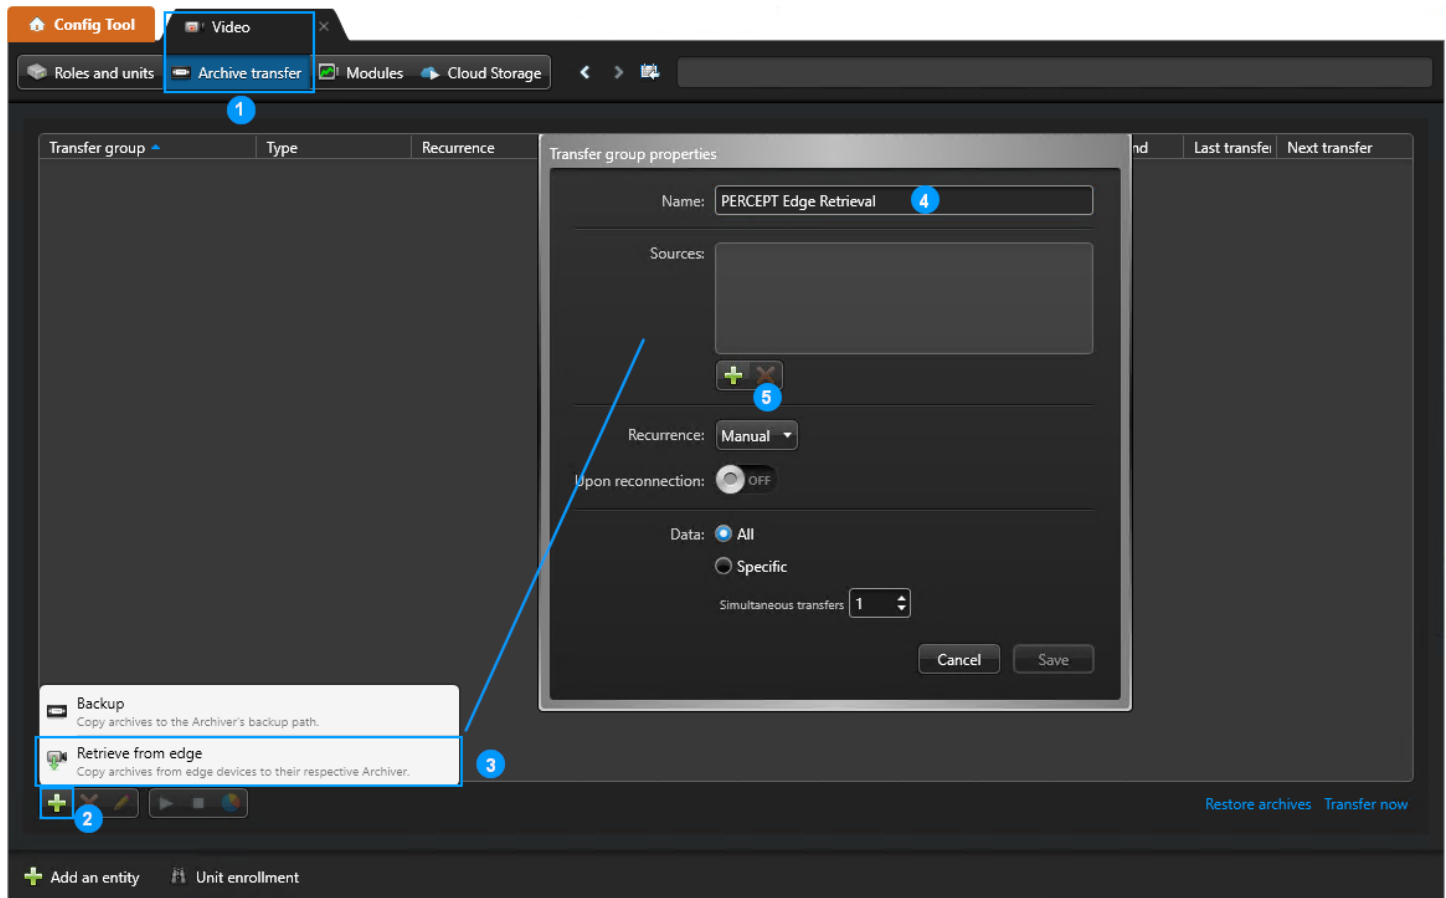 Config Tool
Video
Roles and units
Archive transfer
Modules
Cloud Storage
1
Transfer group
Type
Recurrence
nd
Last transfe
Next transfer
Transfer group properties
Name:
PERCEPT Edge Retrieval
4
Sources:
5
Recurrence:
Manual
Upon reconnection:
OFF
Data:
All
Specific
Simultaneous transfers
1
Cancel
Save
Backup
Copy archives to the Archiver's backup path.
Retrieve from edge
Copy archives from edge devices to their respective Archiver.
3
2
Restore archives
Transfer now
Add an entity
Unit enrollment